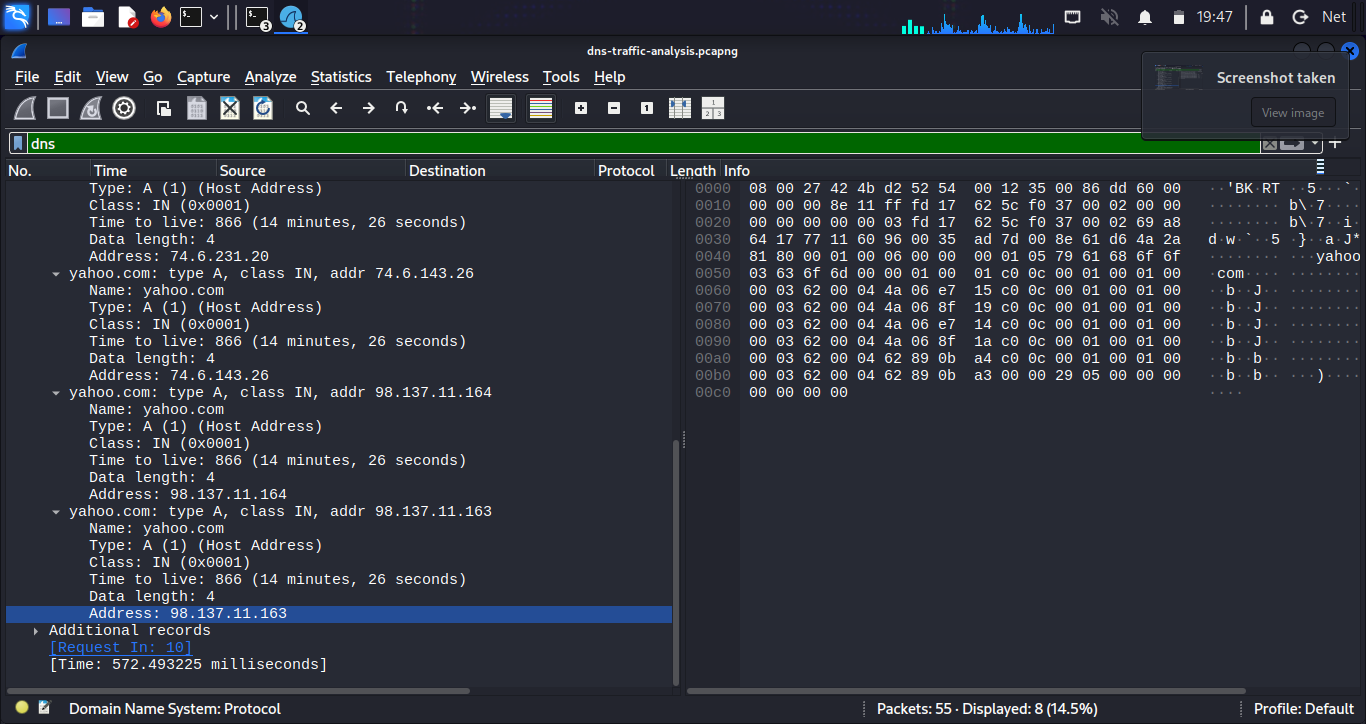 3
2
19:47
Net
dns-traffic-analysis.pcapng
File Edit View Go Capture Analyze Statistics Telephony Wireless Tools Help
Screenshot taken
View image
dns
No. Time Source Destination Protocol Length Info
Type: A (1) (Host Address)
Class: IN (0x0001)
Time to live: 866 (14 minutes, 26 seconds)
Data length: 4
Address: 74.6.231.20
yahoo.com: type A, class IN, addr 74.6.143.26
Name: yahoo.com
Type: A (1) (Host Address)
Class: IN (0x0001)
Time to live: 866 (14 minutes, 26 seconds)
Data length: 4
Address: 74.6.143.26
yahoo.com: type A, class IN, addr 98.137.11.164
Name: yahoo.com
Type: A (1) (Host Address)
Class: IN (0x0001)
Time to live: 866 (14 minutes, 26 seconds)
Data length: 4
Address: 98.137.11.164
yahoo.com: type A, class IN, addr 98.137.11.163
Name: yahoo.com
Type: A (1) (Host Address)
Class: IN (0x0001)
Time to live: 866 (14 minutes, 26 seconds)
Data length: 4
Address: 98.137.11.163
Additional records
[Request In: 10]
[Time: 572.493225 milliseconds]
0000 08 00 27 42 4b d2 52 54 00 12 35 00 86 dd 60 00 ··'BK·RT ··5···`·
0010 00 00 00 8e 11 ff fd 17 62 5c f0 37 00 02 00 00 ········ b\·7····
0020 00 00 00 00 00 03 fd 17 62 5c f0 37 00 02 69 a8 ········ b\·7··i·
0030 64 17 77 11 60 96 00 35 ad 7d 00 8e 61 d6 4a 2a d·w·`··5 ·}··a·J*
0040 81 80 00 01 00 06 00 00 00 01 05 79 61 68 6f 6f ········ ···yahoo
0050 03 63 6f 6d 00 00 01 00 01 c0 0c 00 01 00 01 00 ·com···· ········
0060 00 03 62 00 04 4a 06 e7 15 c0 0c 00 01 00 01 00 ··b··J·· ········
0070 00 03 62 00 04 4a 06 8f 19 c0 0c 00 01 00 01 00 ··b··J·· ········
0080 00 03 62 00 04 4a 06 e7 14 c0 0c 00 01 00 01 00 ··b··J·· ········
0090 00 03 62 00 04 4a 06 8f 1a c0 0c 00 01 00 01 00 ··b··J·· ········
00a0 00 03 62 00 04 62 89 0b a4 c0 0c 00 01 00 01 00 ··b··b·· ········
00b0 00 03 62 00 04 62 89 0b a3 00 00 29 05 00 00 00 ··b··b·· ···)····
00c0 00 00 00 00 ····
Domain Name System: Protocol
Packets: 55 · Displayed: 8 (14.5%)
Profile: Default